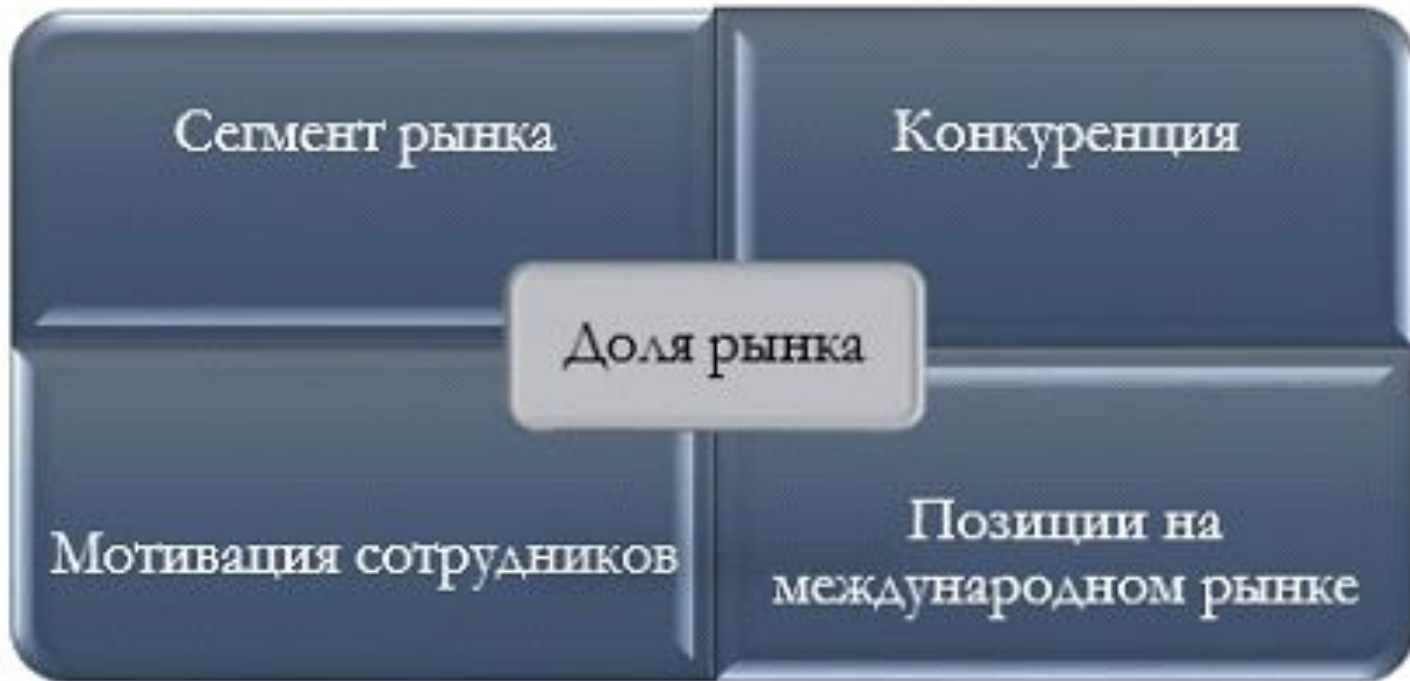 Сегмент рынка
Конкуренция
Доля рынка
Мотивация сотрудников
Позиции на
международном рынке